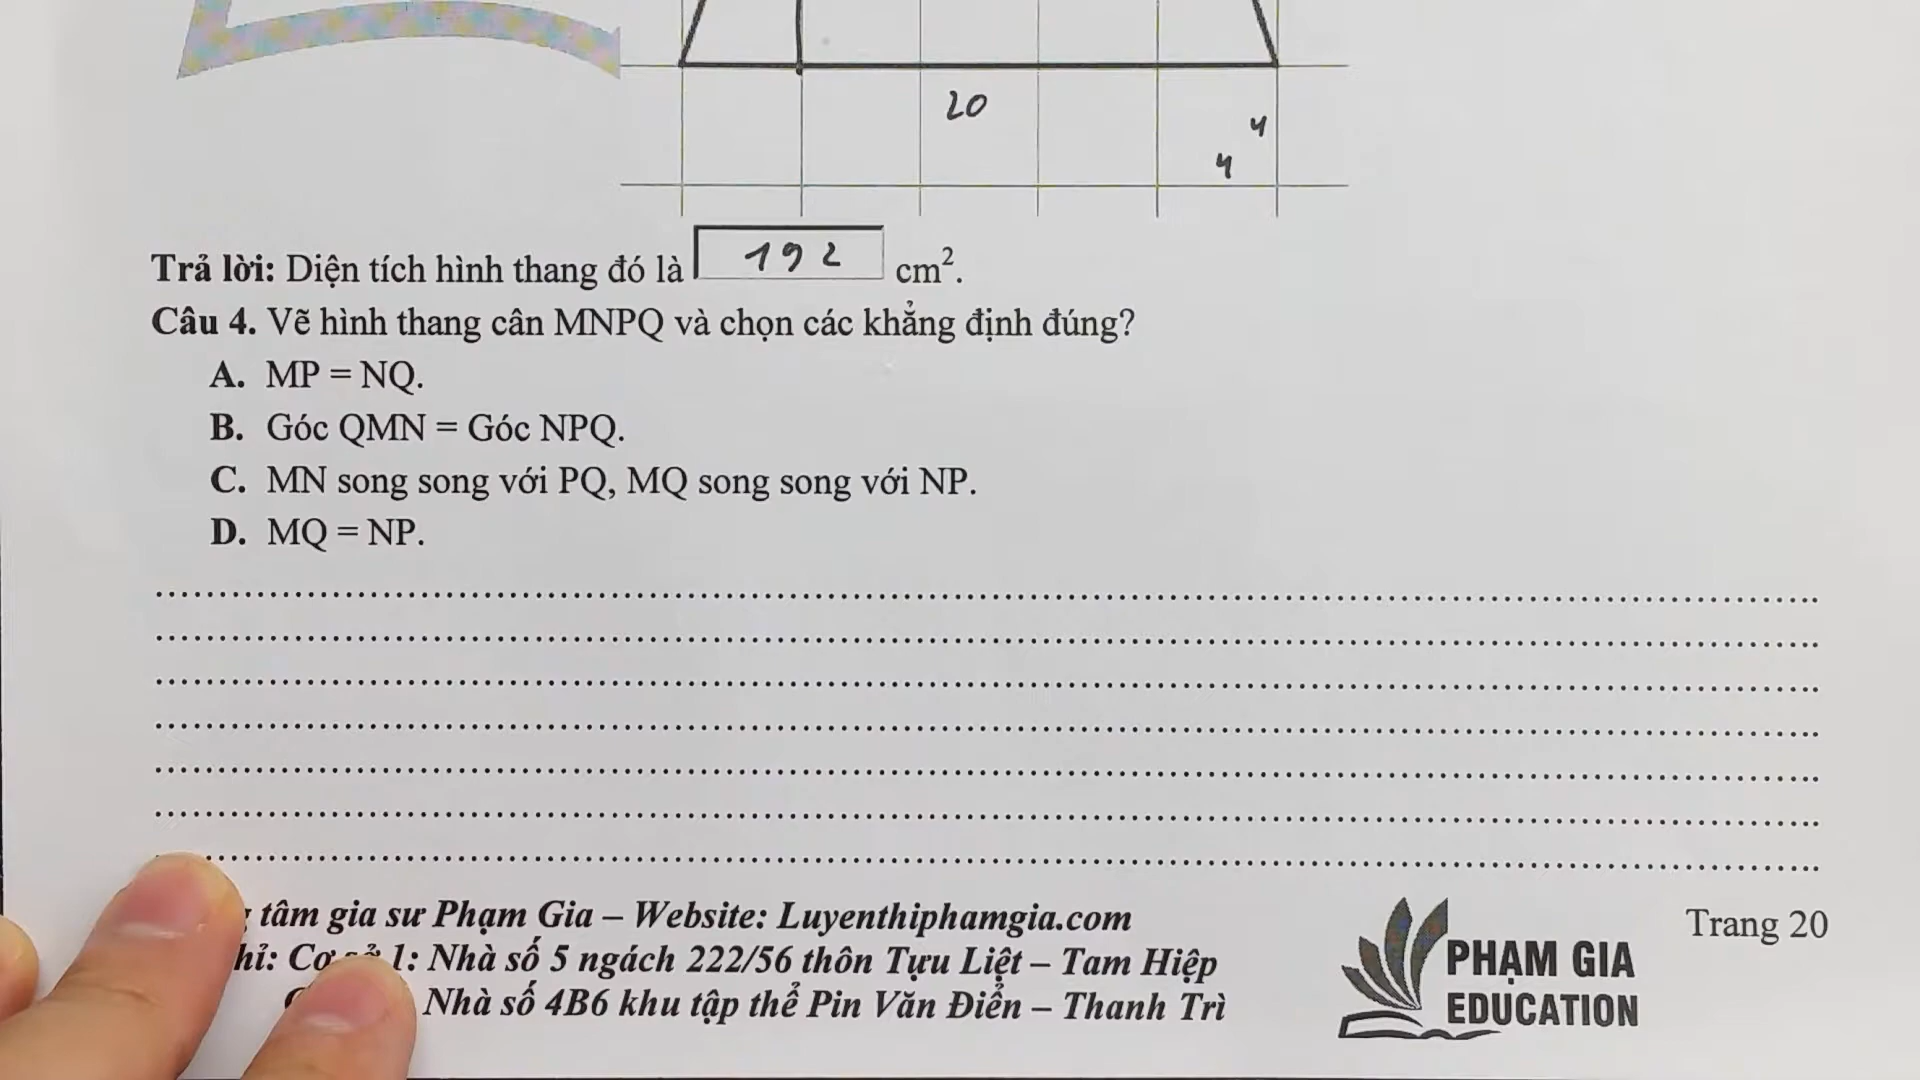 20
4
4
Trả lời: Diện tích hình thang đó là 192 cm².
Câu 4. Vẽ hình thang cân MNPQ và chọn các khẳng định đúng?
A. MP = NQ.
B. Góc QMN = Góc NPQ.
C. MN song song với PQ, MQ song song với NP.
D. MQ = NP.
tâm gia sư Phạm Gia – Website: Luyenthiphamgia.com
Cơ sở 1: Nhà số 5 ngách 222/56 thôn Tựu Liệt – Tam Hiệp
Nhà số 4B6 khu tập thể Pin Văn Điển – Thanh Trì
PHẠM GIA
EDUCATION
Trang 20